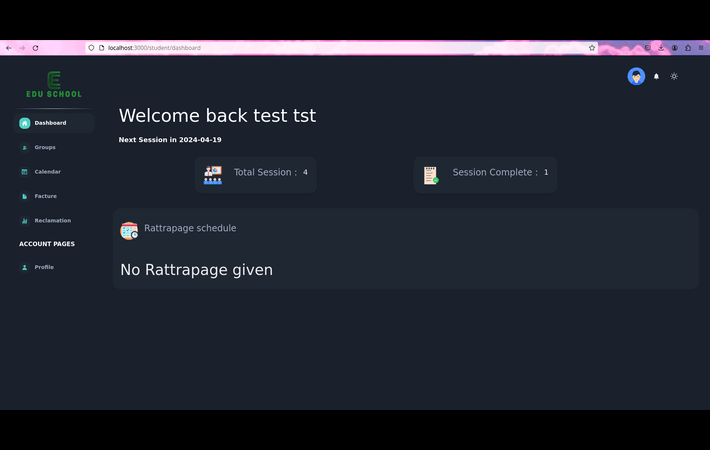 localhost:3000/student/dashboard
EDU SCHOOL
Dashboard
Groups
Calendar
Facture
Reclamation
ACCOUNT PAGES
Profile
Welcome back test tst
Next Session in 2024-04-19
Total Session : 4
Session Complete : 1
Rattrapage schedule
No Rattrapage given